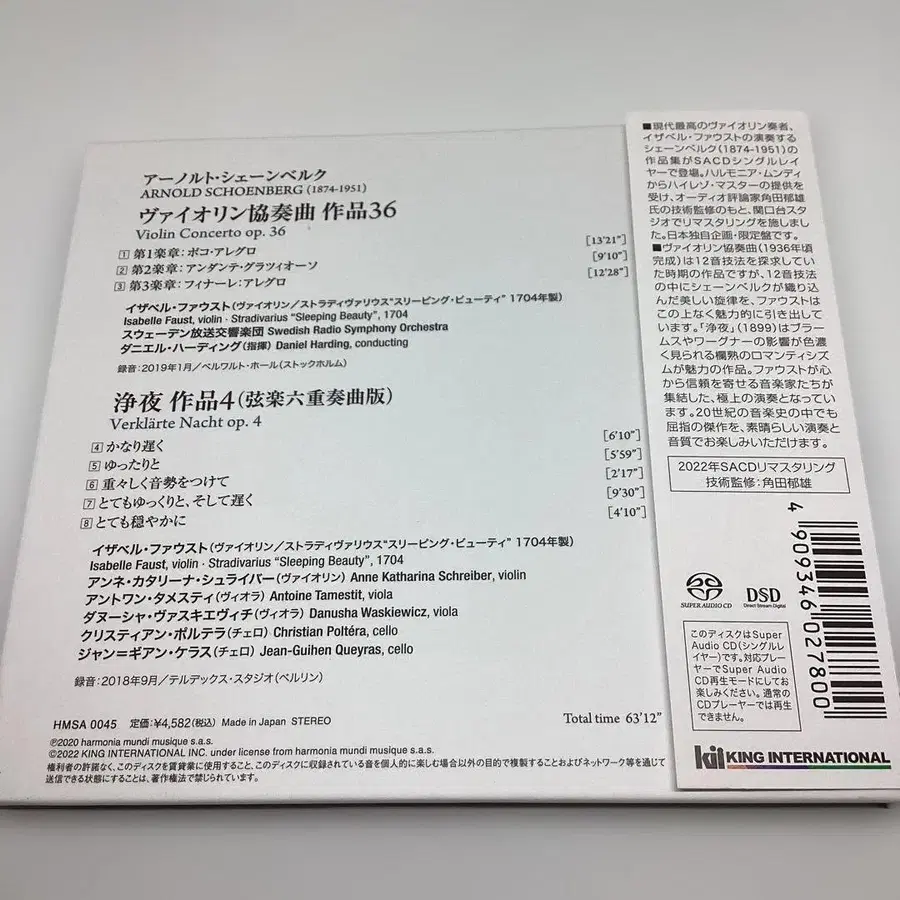 アーノルト・シェーンベルク
ARNOLD SCHOENBERG (1874-1951)
ヴァイオリン協奏曲 作品36
Violin Concerto op. 36
1 第1楽章：ポコ・アレグロ [13'21"]
2 第2楽章：アンダンテ・グラツィオーソ [9'10"]
3 第3楽章：フィナーレ：アレグロ [12'28"]
イザベル・ファウスト（ヴァイオリン／ストラディヴァリウス“スリーピング・ビューティ” 1704年製）
Isabelle Faust, violin · Stradivarius “Sleeping Beauty”, 1704
スウェーデン放送交響楽団 Swedish Radio Symphony Orchestra
ダニエル・ハーディング（指揮） Daniel Harding, conducting
録音：2019年1月／ベルワルト・ホール（ストックホルム）
浄夜 作品4（弦楽六重奏曲版）
Verklärte Nacht op. 4
4 かなり遅く [6'10"]
5 ゆったりと [5'59"]
6 重々しく音勢をつけて [2'17"]
7 とてもゆっくりと、そして遅く [9'30"]
8 とても穏やかに [4'10"]
イザベル・ファウスト（ヴァイオリン／ストラディヴァリウス“スリーピング・ビューティ” 1704年製）
Isabelle Faust, violin · Stradivarius “Sleeping Beauty”, 1704
アンネ・カタリーナ・シュライバー（ヴァイオリン） Anne Katharina Schreiber, violin
アントワン・タメスティ（ヴィオラ） Antoine Tamestit, viola
ダヌーシャ・ヴァスキエヴィチ（ヴィオラ） Danusha Waskiewicz, viola
クリスティアン・ポルテラ（チェロ） Christian Poltéra, cello
ジャン＝ギアン・ケラス（チェロ） Jean-Guihen Queyras, cello
録音：2018年9月／テルデックス・スタジオ（ベルリン）
HMSA 0045 定価：¥4,582（税込） Made in Japan STEREO Total time 63'12"
℗2020 harmonia mundi musique s.a.s.
©2022 KING INTERNATIONAL INC. under license from harmonia mundi musique s.a.s.
権利者の許諾なく、このディスクを賃貸業に使用すること、このディスクに収録されている音を個人的に楽しむ場合以外の目的で複製することおよびネットワーク等を通じて
送信できる状態にすることは、著作権法で禁じられています。
■現代最高のヴァイオリン奏者、
イザベル・ファウストの演奏する
シェーンベルク(1874-1951)の
作品集がSACDシングルレイ
ヤーで登場。ハルモニア・ムンディ
からハイレゾ・マスターの提供を
受け、オーディオ評論家角田郁雄
氏の技術監修のもと、関口台スタ
ジオでリマスタリングを施しまし
た。日本独自企画・限定盤です。
■ヴァイオリン協奏曲(1936年頃
完成)は12音技法を探求してい
た時期の作品ですが、12音技法
の中にシェーンベルクが織り込
んだ美しい旋律を、ファウストは
この上なく魅力的に引き出して
います。「浄夜」(1899)はブラー
ムスやワーグナーの影響が色濃
く見られる爛熟のロマンティシズ
ムが魅力の作品。ファウストが心
から信頼を寄せる音楽家たちが
集結した、極上の演奏となってい
ます。20世紀の音楽史の中でも
屈指の傑作を、素晴らしい演奏と
音質でお楽しみいただけます。
2022年SACDリマスタリング
技術監修：角田郁雄
4 909346 027800
SUPER AUDIO CD
DSD
Direct Stream Digital
このディスクはSuper
Audio CD(シングルレ
イヤー)です。対応プレー
ヤーでSuper Audio
CD再生モードにしてお
楽しみください。通常の
CDプレーヤーでは再生
できません。
kiI KING INTERNATIONAL